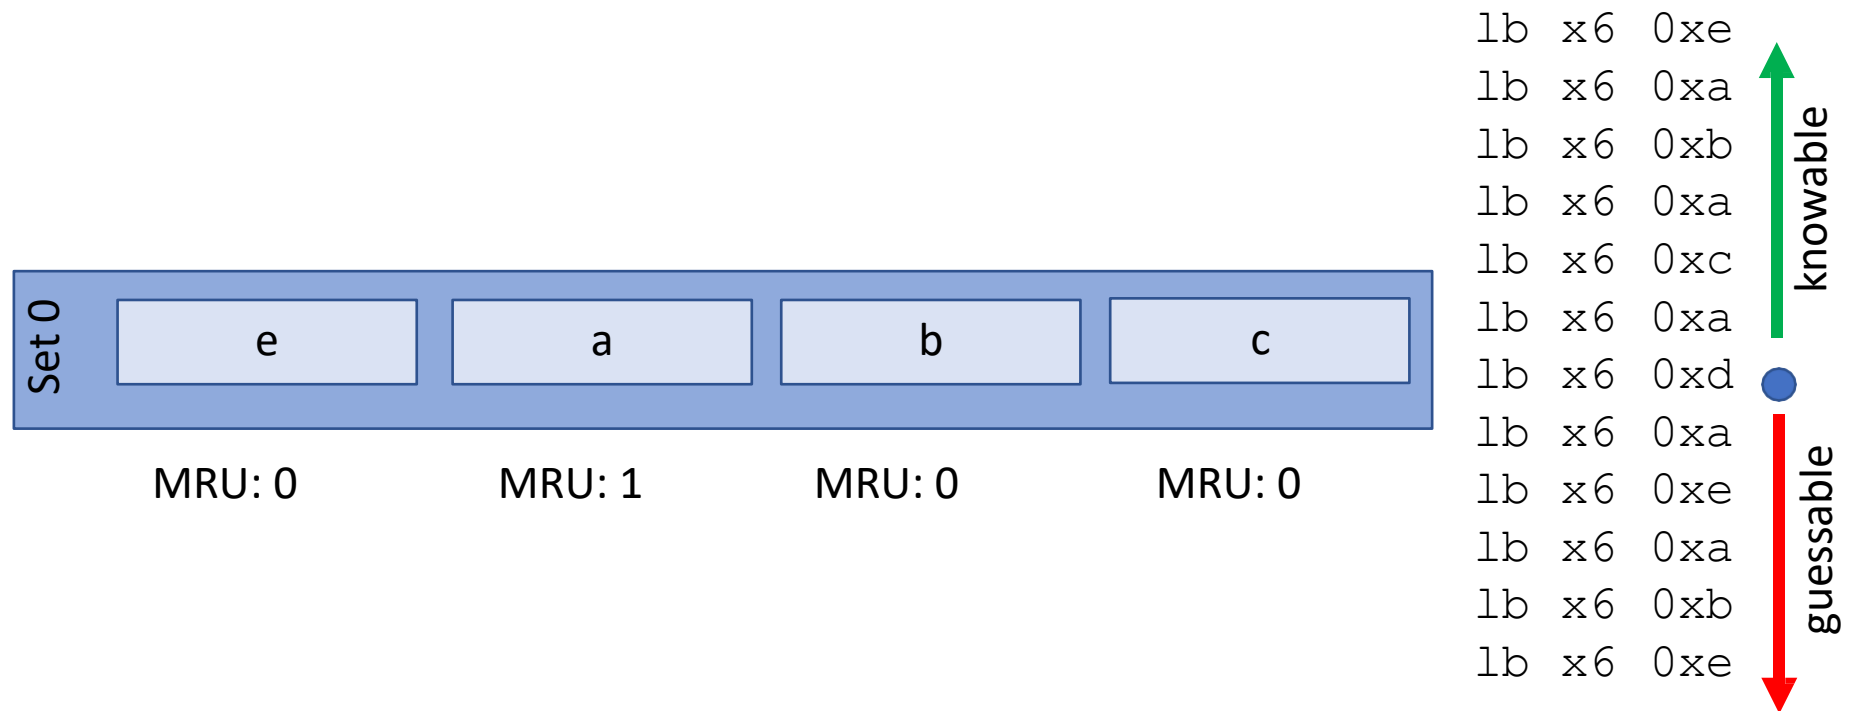 Set 0
e
a
b
c
MRU: 0
MRU: 1
MRU: 0
MRU: 0
lb x6 0xe
lb x6 0xa
lb x6 0xb
lb x6 0xa
lb x6 0xc
lb x6 0xa
lb x6 0xd
lb x6 0xa
lb x6 0xe
lb x6 0xa
lb x6 0xb
lb x6 0xe
knowable
guessable